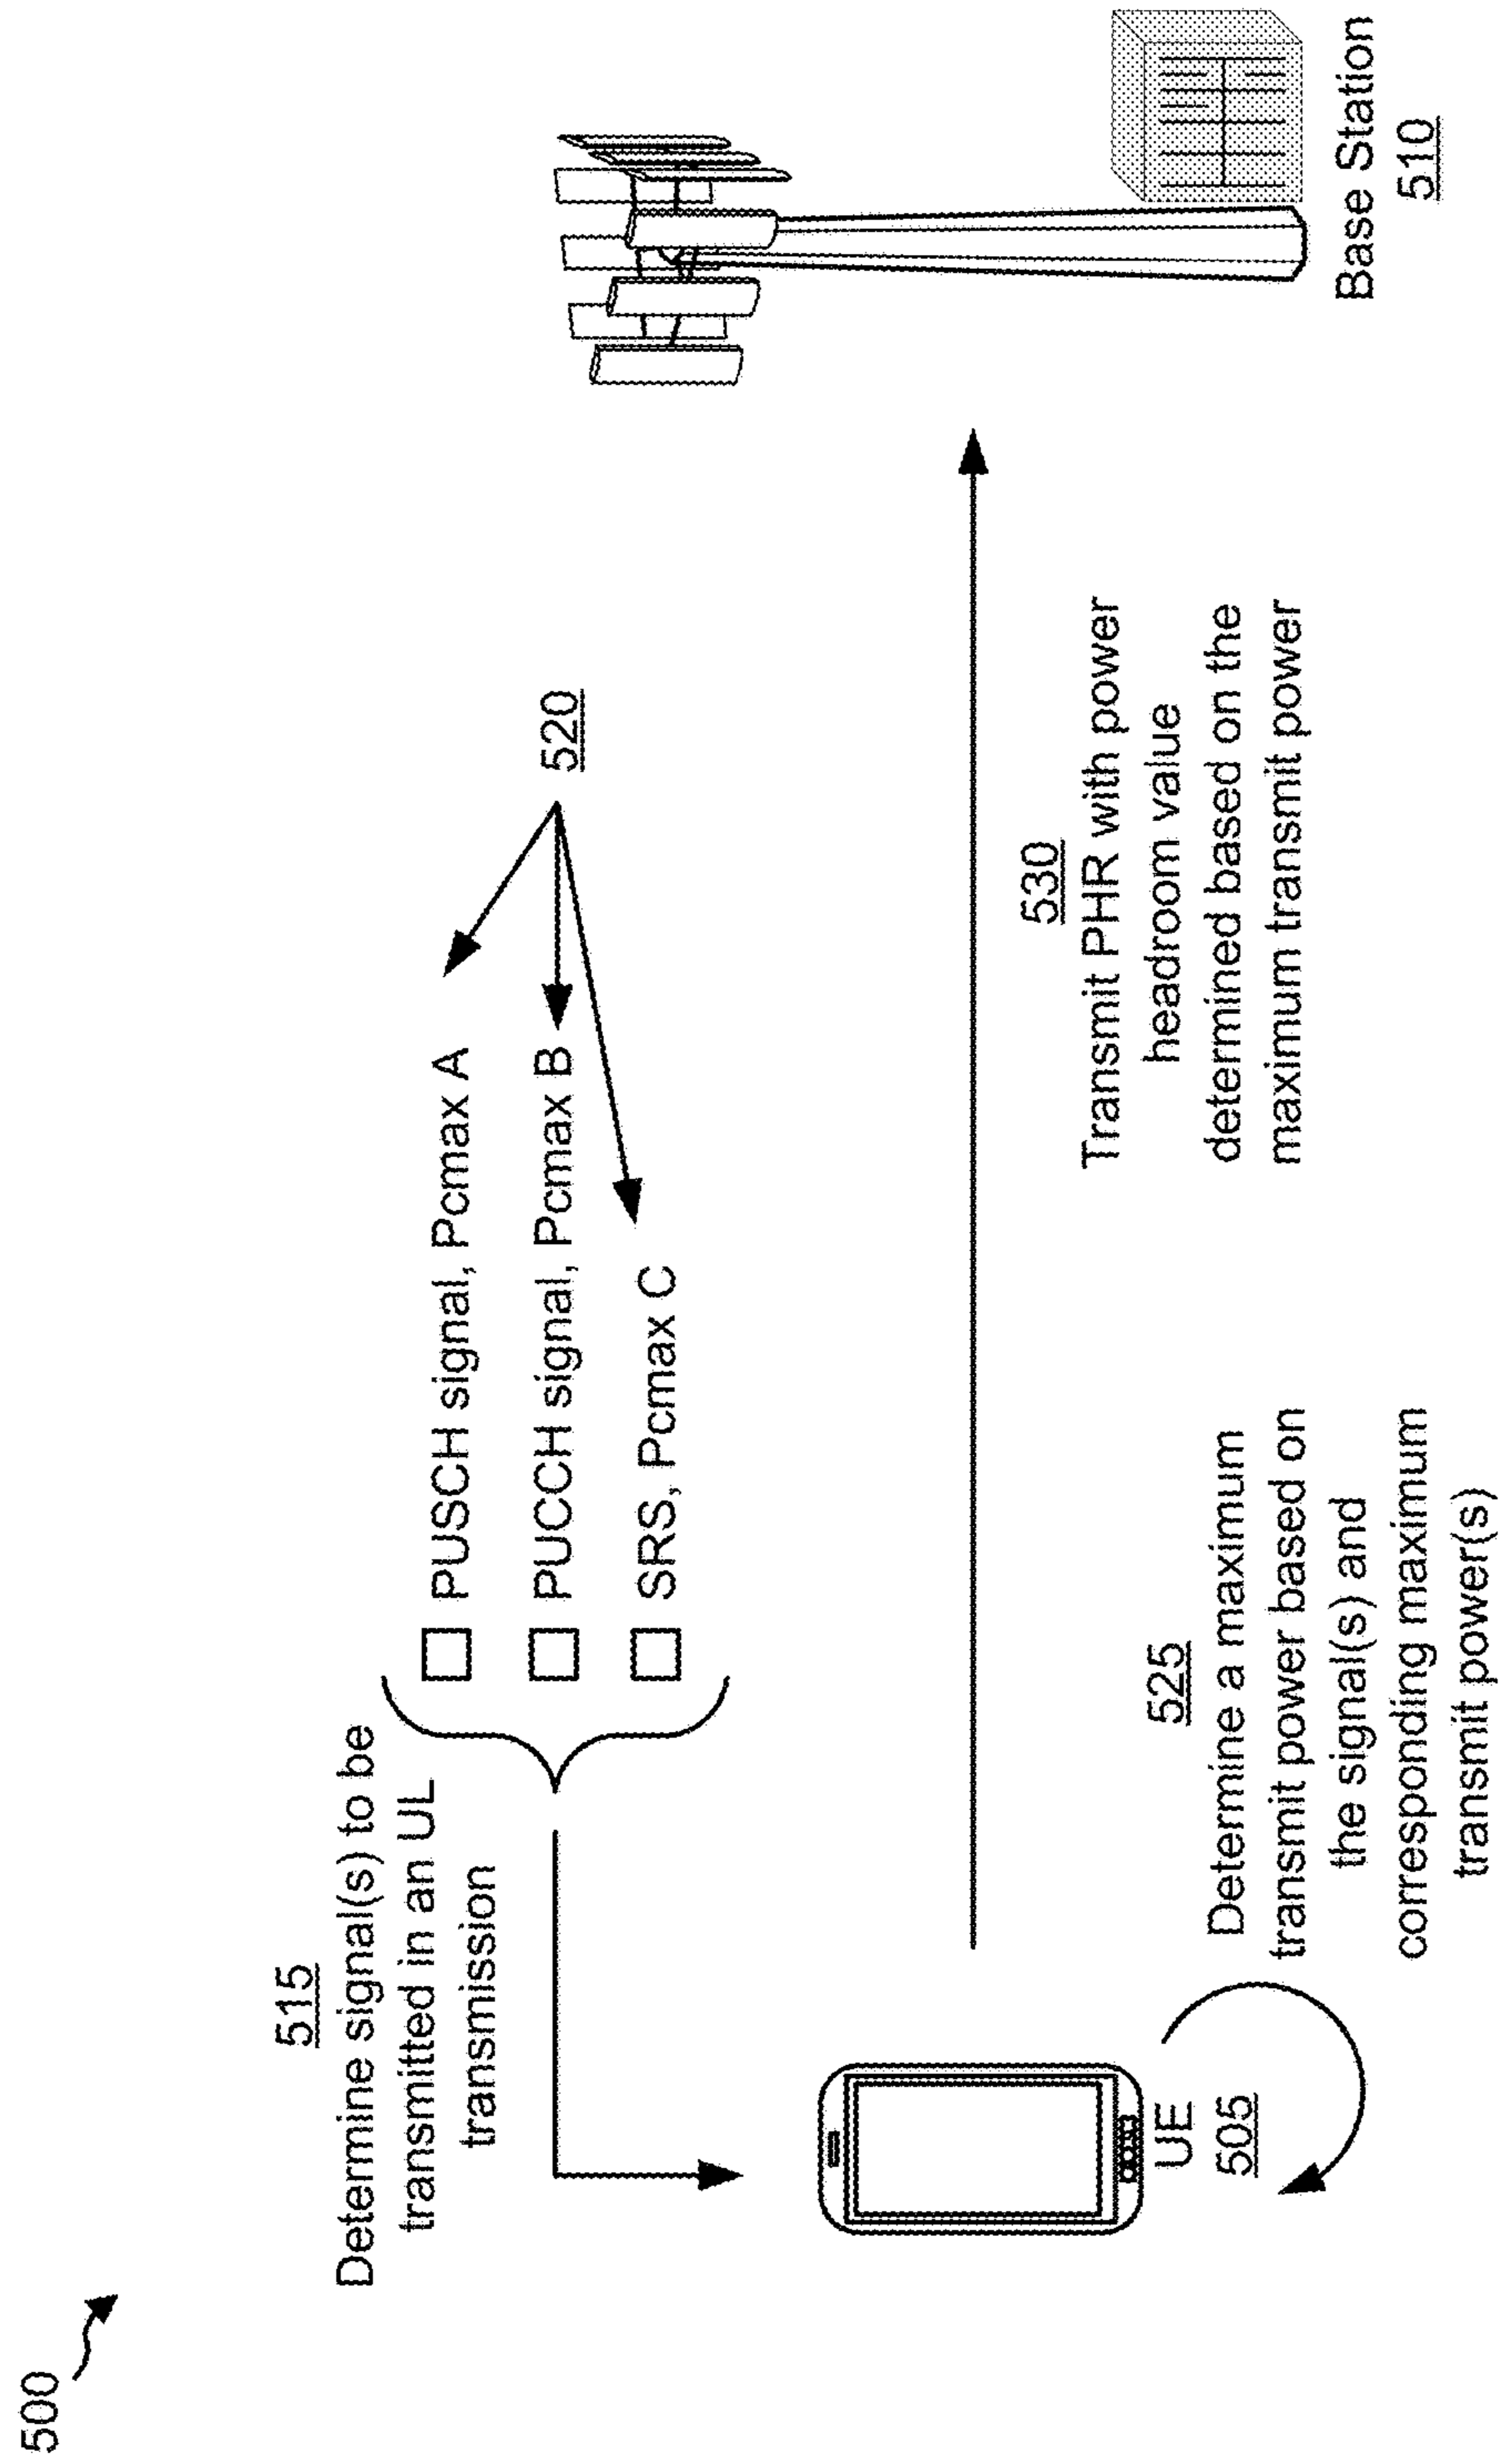 500
515
Determine signal(s) to be
transmitted in an UL
transmission
PUSCH signal, Pcmax A
PUCCH signal, Pcmax B
SRS, Pcmax C
520
UE
505
525
Determine a maximum
transmit power based on
the signal(s) and
corresponding maximum
transmit power(s)
530
Transmit PHR with power
headroom value
determined based on the
maximum transmit power
Base Station
510